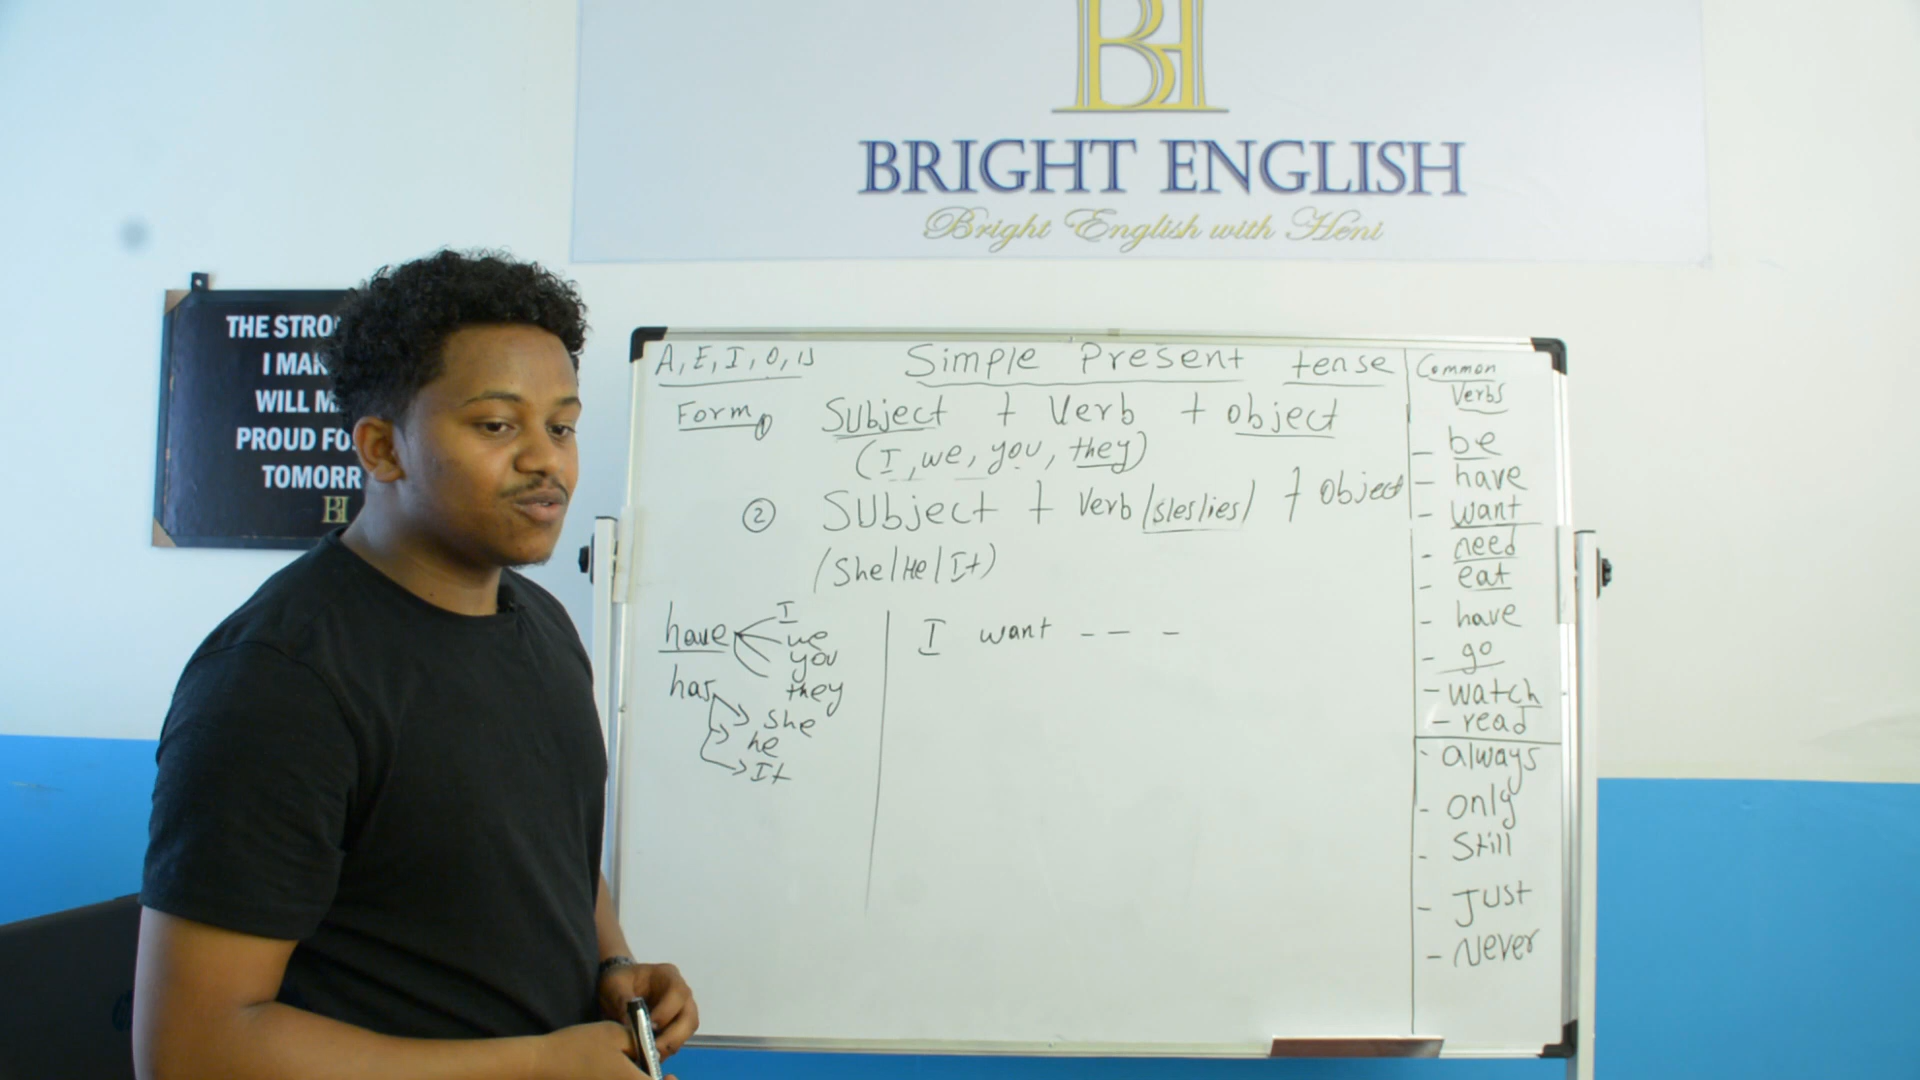 BH
BRIGHT ENGLISH
Bright English with Heni
THE STRO
I MAK
WILL MA
PROUD FO
TOMORR
BH
A, E, I, O, U
Simple Present tense
Form ① Subject + Verb + object
(I, we, you, they)
② Subject + Verb /s/es/ies/ + Object
(She/He/It)
have I
we
you
they
has she
he
It
I want -- -
Common
Verbs
- be
- have
- want
- need
- eat
- have
- go
- watch
- read
- always
- only
- Still
- Just
- Never